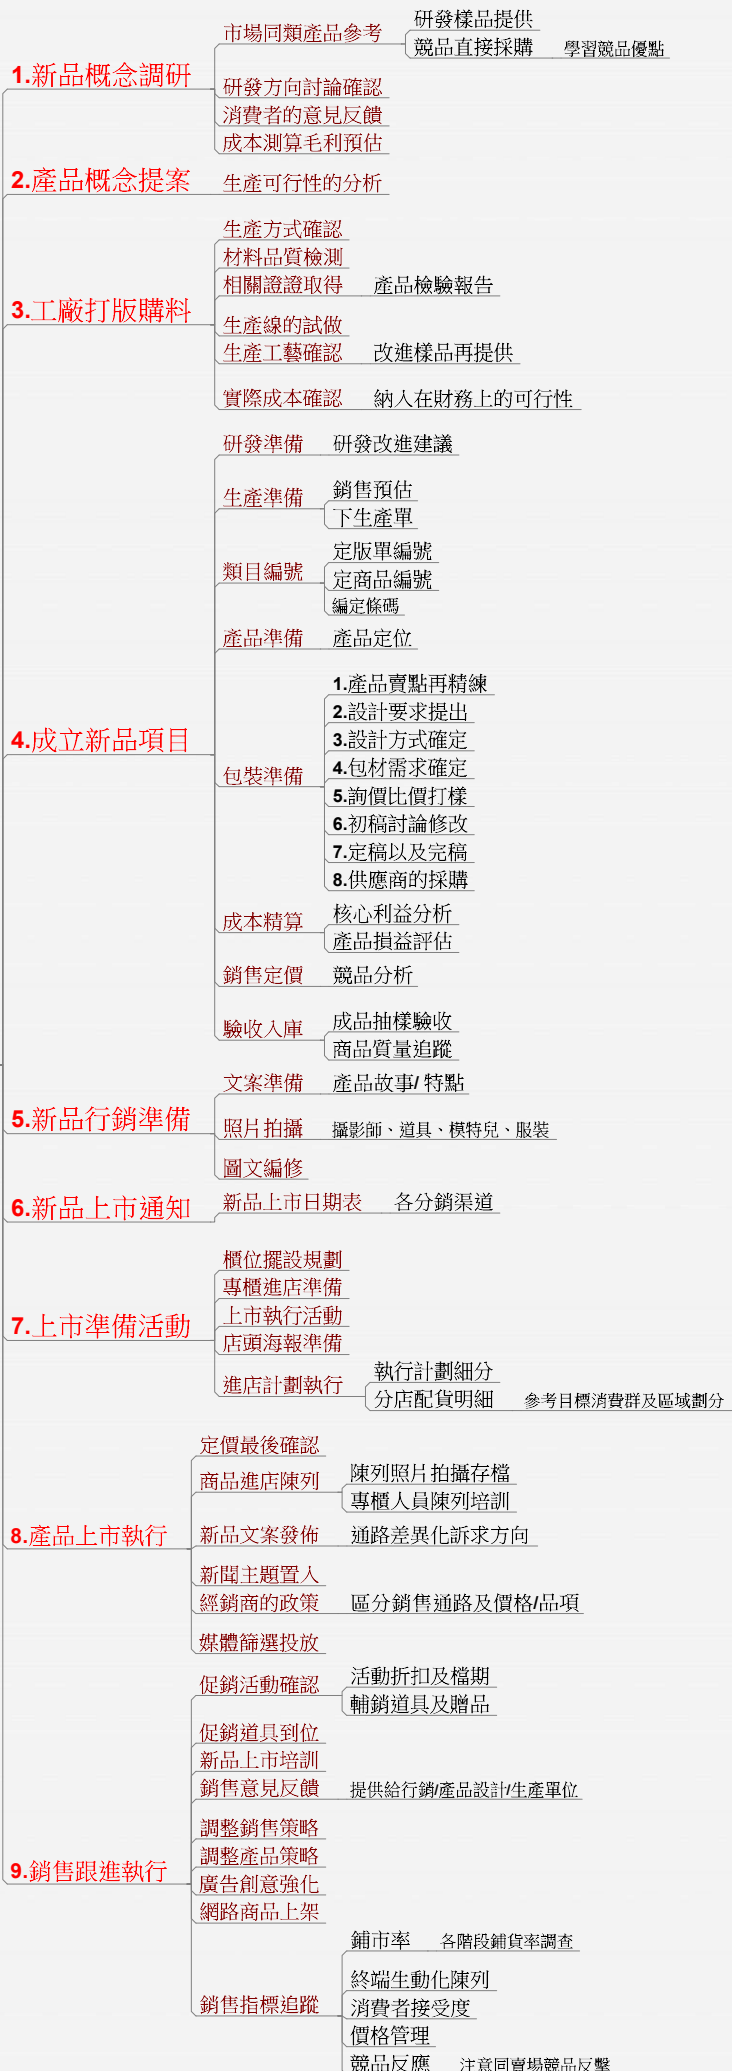 1.新品概念調研
市場同類產品參考
研發樣品提供
競品直接採購
學習競品優點
研發方向討論確認
消費者的意見反饋
成本測算毛利預估
2.產品概念提案
生產可行性的分析
3.工廠打版購料
生產方式確認
材料品質檢測
相關證證取得
產品檢驗報告
生產線的試做
生產工藝確認
改進樣品再提供
實際成本確認
納入在財務上的可行性
4.成立新品項目
研發準備
研發改進建議
生產準備
銷售預估
下生產單
類目編號
定版單編號
定商品編號
編定條碼
產品準備
產品定位
包裝準備
1.產品賣點再精練
2.設計要求提出
3.設計方式確定
4.包材需求確定
5.詢價比價打樣
6.初稿討論修改
7.定稿以及完稿
8.供應商的採購
成本精算
核心利益分析
產品損益評估
銷售定價
競品分析
驗收入庫
成品抽樣驗收
商品質量追蹤
5.新品行銷準備
文案準備
產品故事/ 特點
照片拍攝
攝影師、道具、模特兒、服裝
圖文編修
6.新品上市通知
新品上市日期表
各分銷渠道
7.上市準備活動
櫃位擺設規劃
專櫃進店準備
上市執行活動
店頭海報準備
進店計劃執行
執行計劃細分
分店配貨明細
參考目標消費群及區域劃分
8.產品上市執行
定價最後確認
商品進店陳列
陳列照片拍攝存檔
專櫃人員陳列培訓
新品文案發佈
通路差異化訴求方向
新聞主題置入
經銷商的政策
區分銷售通路及價格/品項
媒體篩選投放
9.銷售跟進執行
促銷活動確認
活動折扣及檔期
輔銷道具及贈品
促銷道具到位
新品上市培訓
銷售意見反饋
提供給行銷/產品設計/生產單位
調整銷售策略
調整產品策略
廣告創意強化
網路商品上架
銷售指標追蹤
鋪市率
各階段鋪貨率調查
終端生動化陳列
消費者接受度
價格管理
競品反應
注意同賣場競品反擊